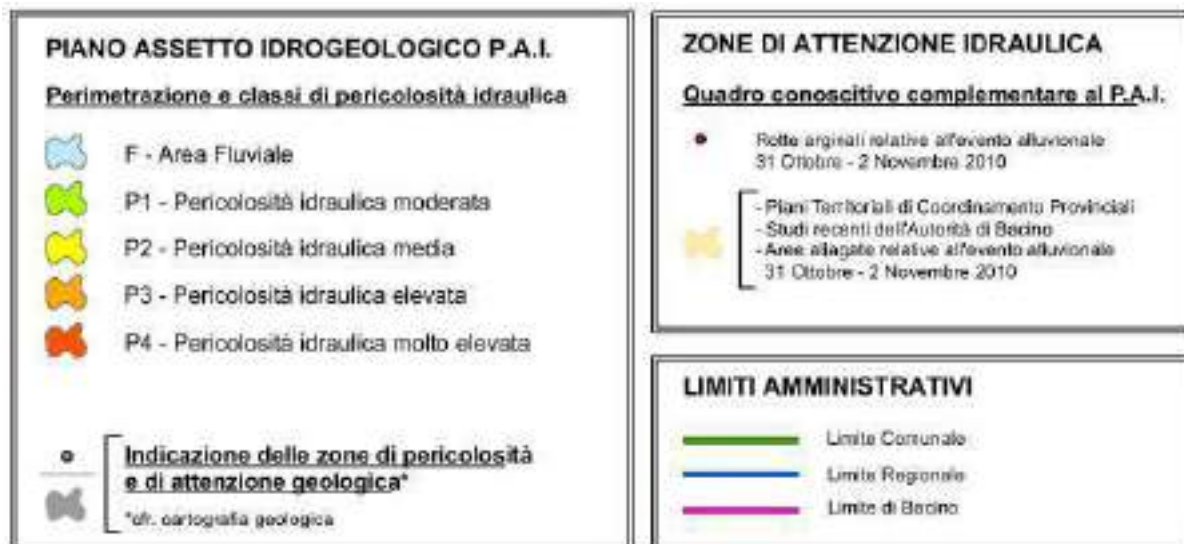 PIANO ASSETTO IDROGEOLOGICO P.A.I.
Perimetrazione e classi di pericolosità idraulica
F - Area Fluviale
P1 - Pericolosità idraulica moderata
P2 - Pericolosità idraulica media
P3 - Pericolosità idraulica elevata
P4 - Pericolosità idraulica molto elevata
Indicazione delle zone di pericolosità
e di attenzione geologica*
*cfr. cartografia geologica
ZONE DI ATTENZIONE IDRAULICA
Quadro conoscitivo complementare al P.A.I.
Rotte arginali relative all'evento alluvionale
31 Ottobre - 2 Novembre 2010
- Piani Territoriali di Coordinamento Provinciali
- Studi recenti dell'Autorità di Bacino
- Aree allagate relative all'evento alluvionale
31 Ottobre - 2 Novembre 2010
LIMITI AMMINISTRATIVI
Limite Comunale
Limite Regionale
Limite di Bacino